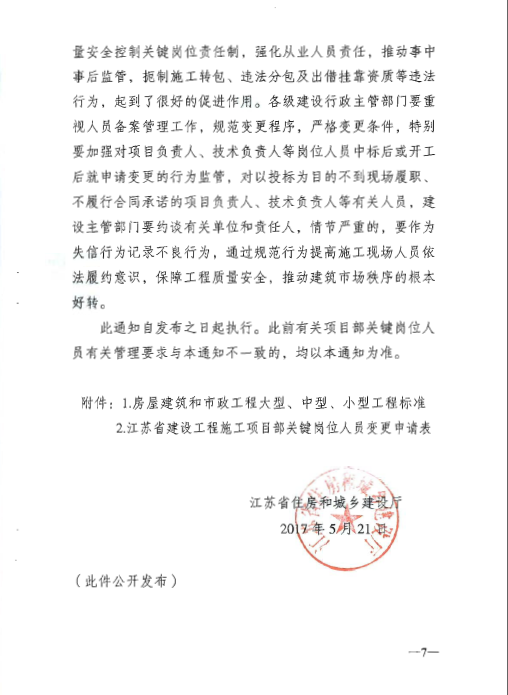 量安全控制关键岗位责任制，强化从业人员责任，推动事中
事后监管，扼制施工转包、违法分包及出借挂靠资质等违法
行为，起到了很好的促进作用。各级建设行政主管部门要重
视人员备案管理工作，规范变更程序，严格变更条件，特别
要加强对项目负责人、技术负责人等岗位人员中标后或开工
后就申请变更的行为监管，对以投标为目的不到现场履职、
不履行合同承诺的项目负责人、技术负责人等有关人员，建
设主管部门要约谈有关单位和责任人，情节严重的，要作为
失信行为记录不良行为，通过规范行为提高施工现场人员依
法履约意识，保障工程质量安全，推动建筑市场秩序的根本
好转。
此通知自发布之日起执行。此前有关项目部关键岗位人
员有关管理要求与本通知不一致的，均以本通知为准。
附件：1.房屋建筑和市政工程大型、中型、小型工程标准
2.江苏省建设工程施工项目部关键岗位人员变更申请表
江苏省住房和城乡建设厅
2017年5月21日
江苏省住房和城乡建设厅
（此件公开发布）
—7—